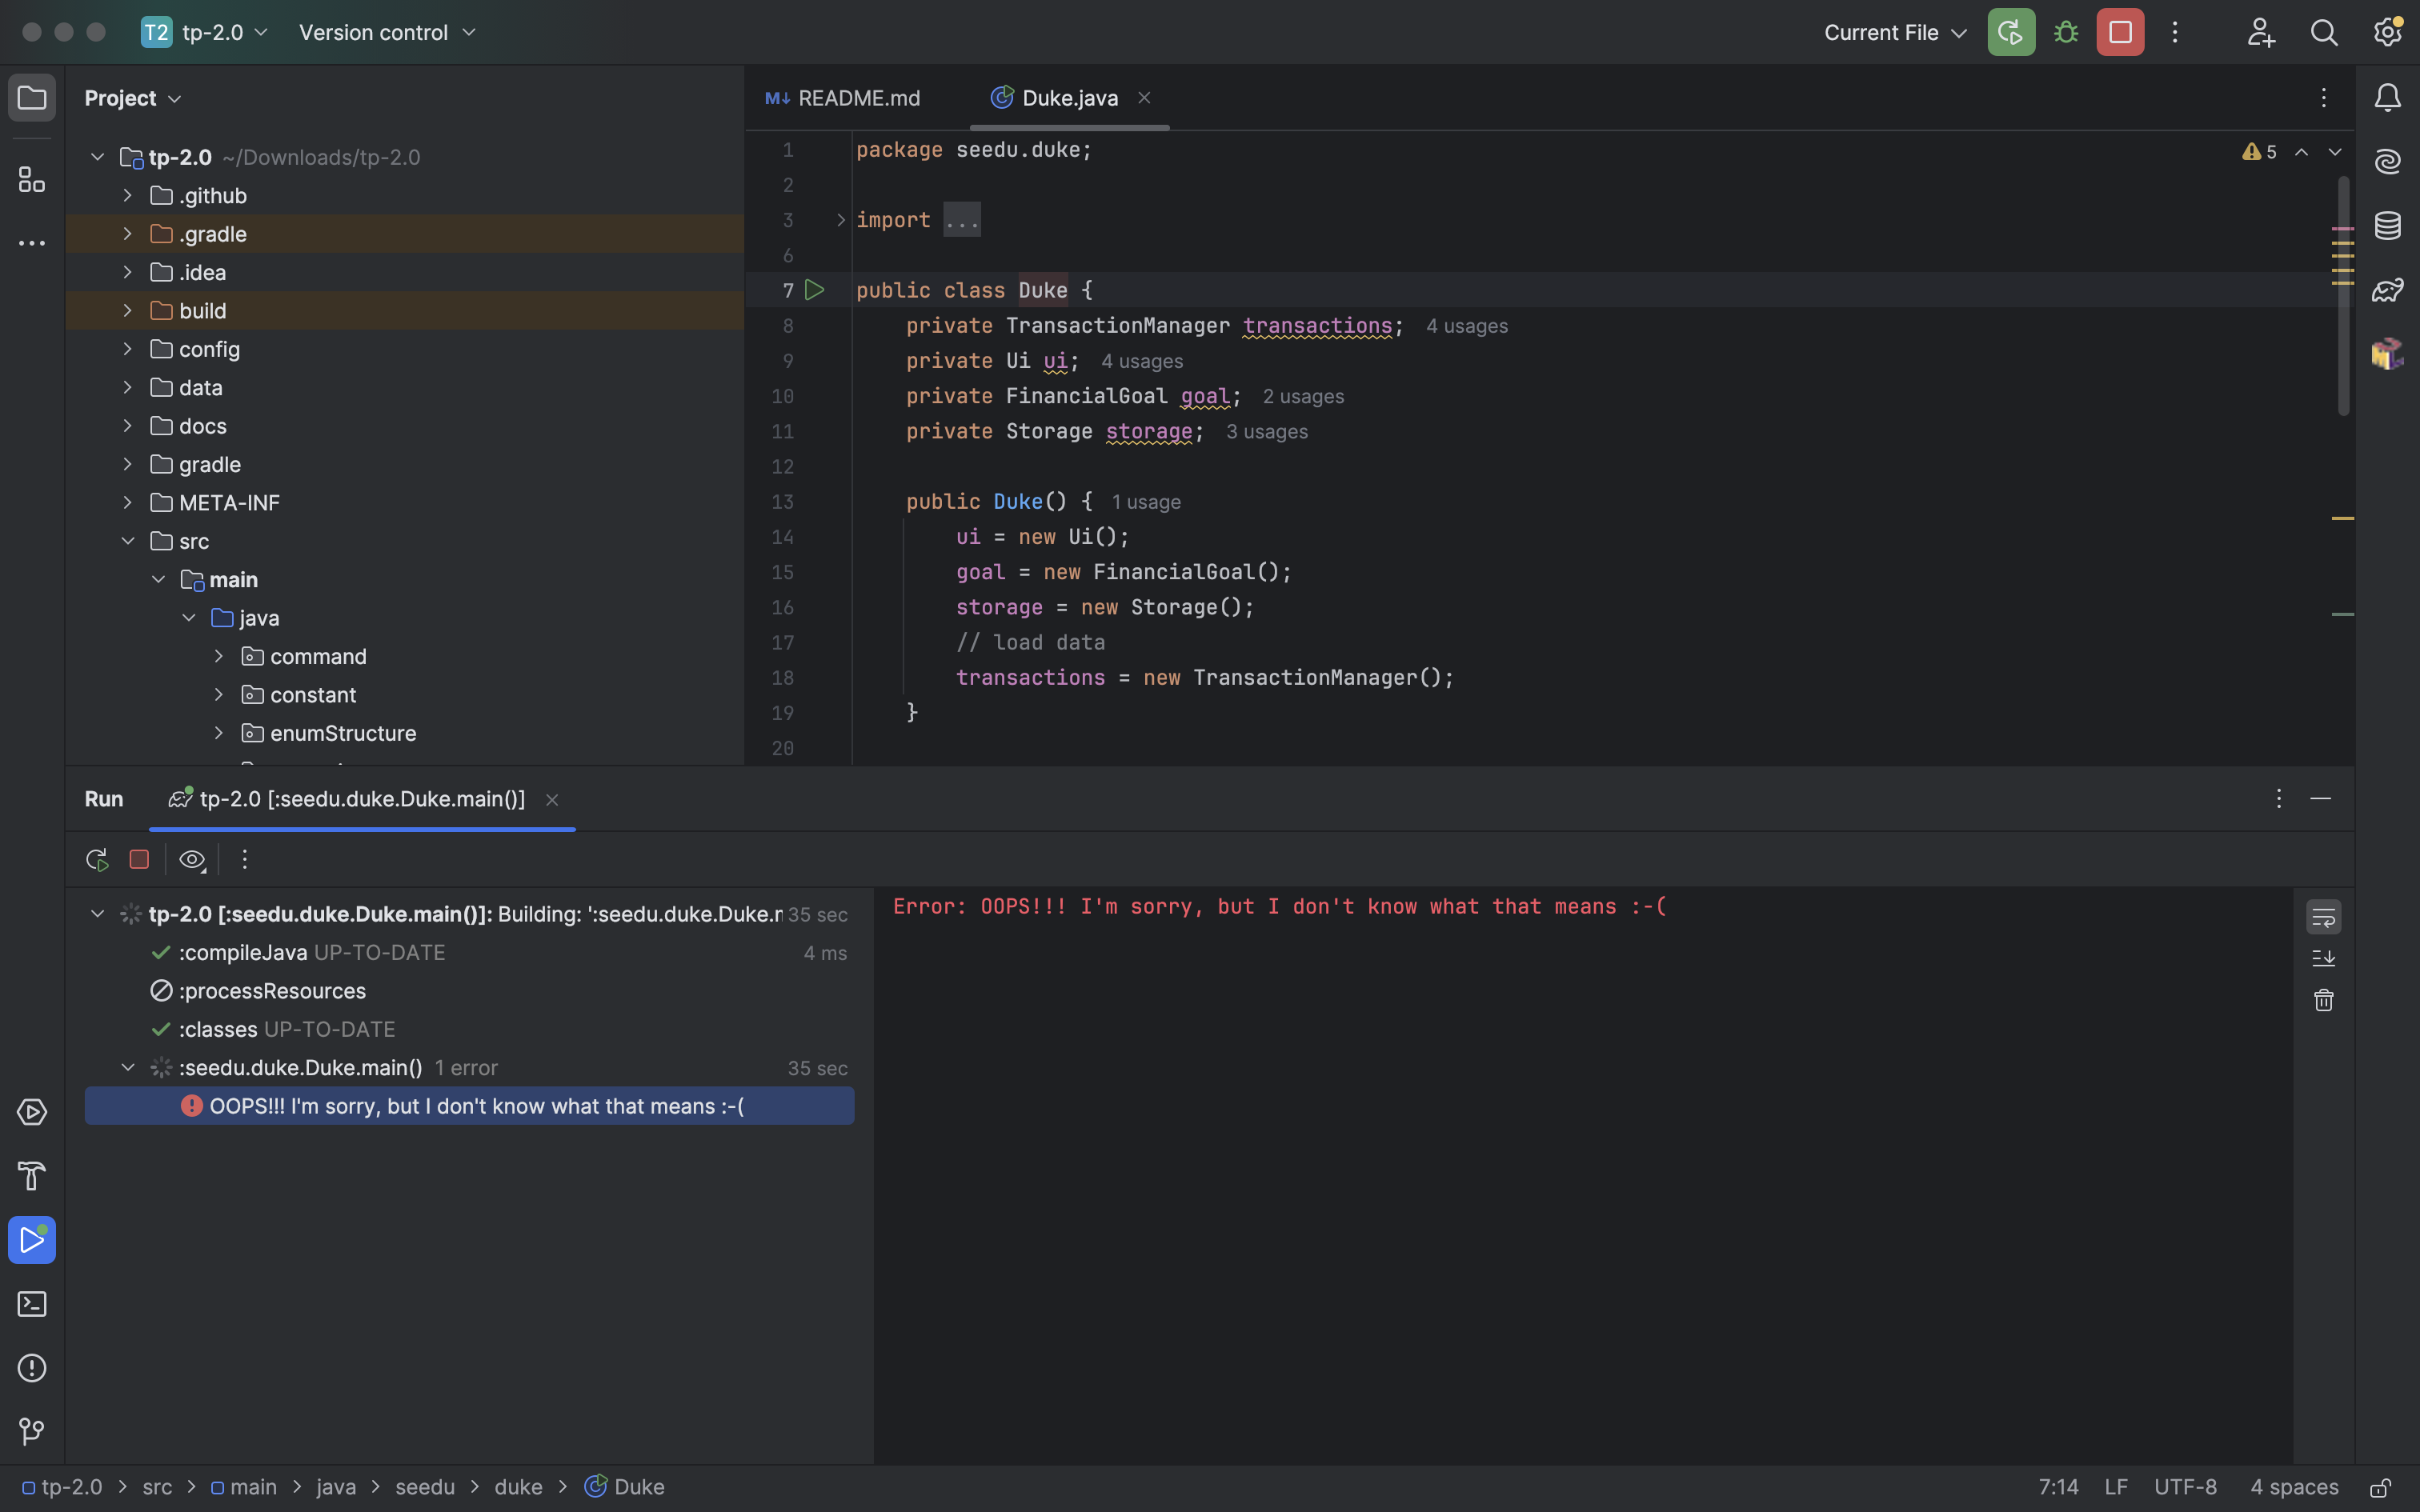 T2 tp-2.0 Version control Current File
Project
tp-2.0 ~/Downloads/tp-2.0
.github
.gradle
.idea
build
config
data
docs
gradle
META-INF
src
main
java
command
constant
enumStructure
M↓ README.md Duke.java
5
1 package seedu.duke;
2
3 import ...
6
7 public class Duke {
8 private TransactionManager transactions; 4 usages
9 private Ui ui; 4 usages
10 private FinancialGoal goal; 2 usages
11 private Storage storage; 3 usages
12
13 public Duke() { 1 usage
14 ui = new Ui();
15 goal = new FinancialGoal();
16 storage = new Storage();
17 // load data
18 transactions = new TransactionManager();
19 }
20
Run tp-2.0 [:seedu.duke.Duke.main()]
tp-2.0 [:seedu.duke.Duke.main()]: Building: ':seedu.duke.Duke.r 35 sec
:compileJava UP-TO-DATE 4 ms
:processResources
:classes UP-TO-DATE
:seedu.duke.Duke.main() 1 error 35 sec
OOPS!!! I'm sorry, but I don't know what that means :-(
Error: OOPS!!! I'm sorry, but I don't know what that means :-(
tp-2.0 > src > main > java > seedu > duke > Duke
7:14 LF UTF-8 4 spaces